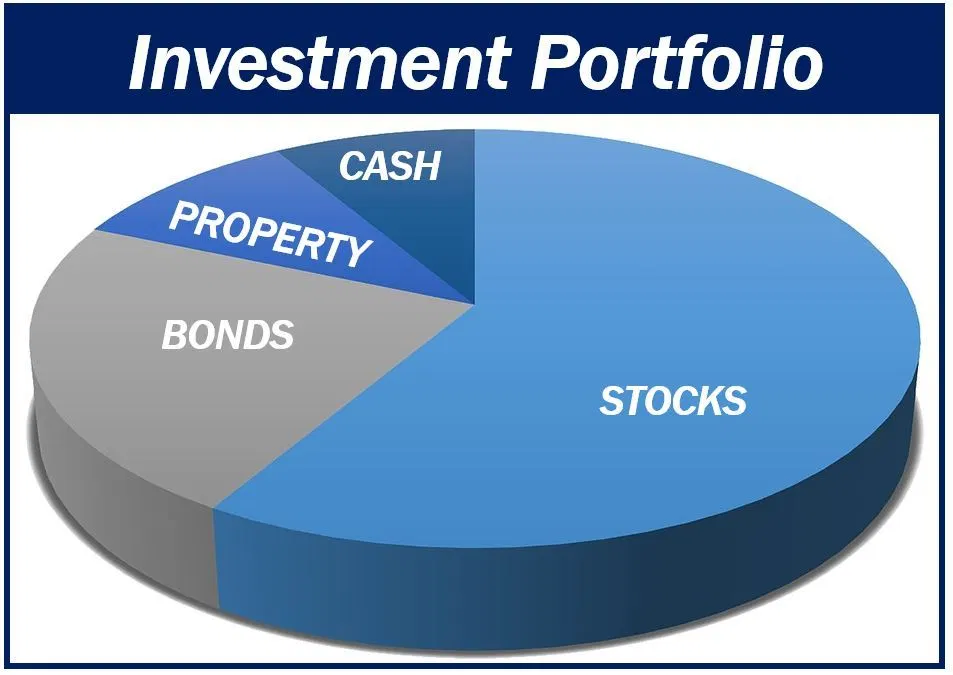 Investment Portfolio
CASH
PROPERTY
BONDS
STOCKS